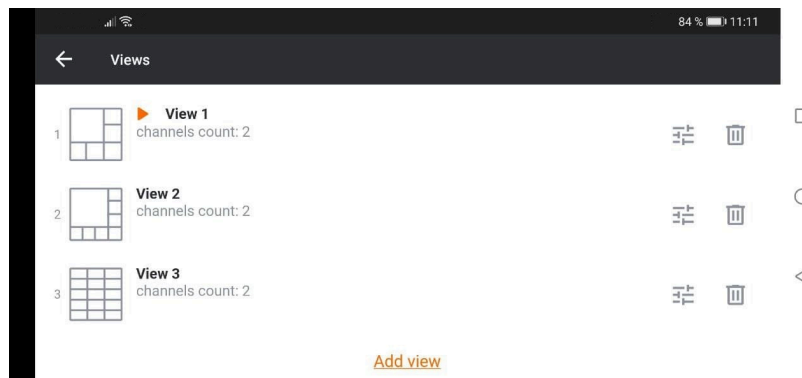 84 % 11:11
Views
1
View 1
channels count: 2
2
View 2
channels count: 2
3
View 3
channels count: 2
Add view